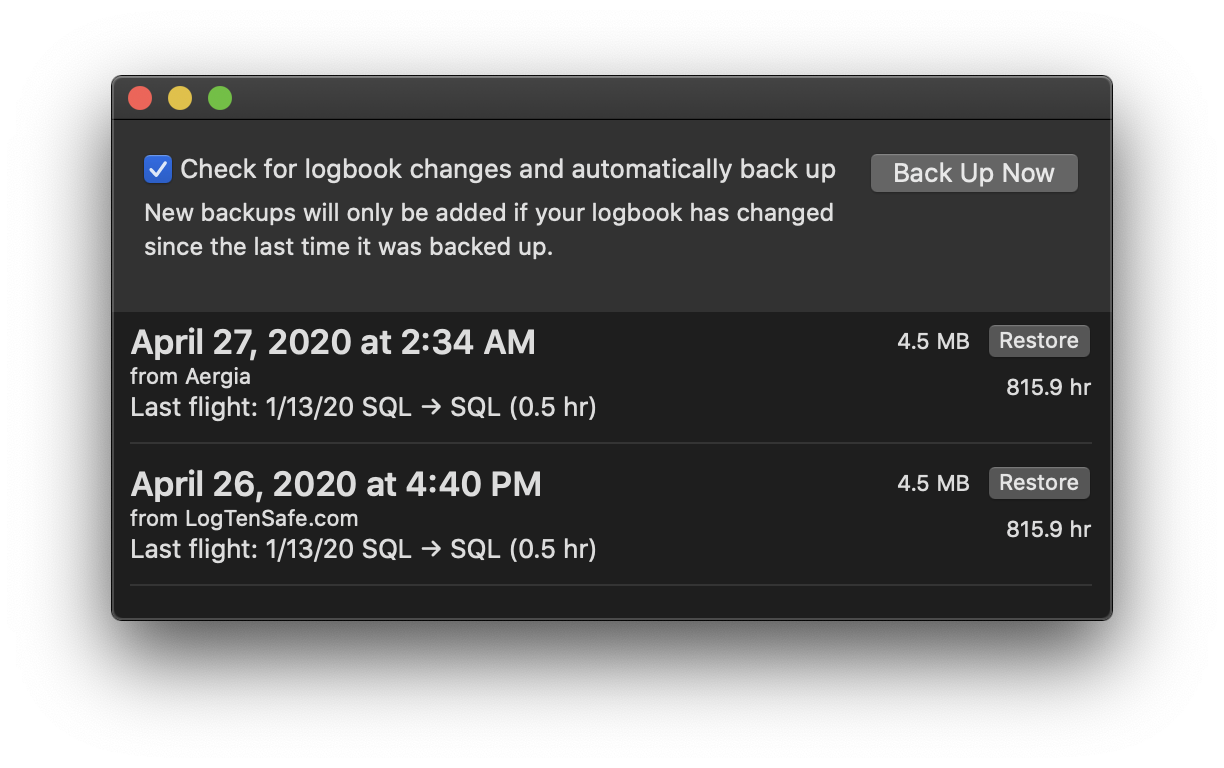 Check for logbook changes and automatically back up
Back Up Now
New backups will only be added if your logbook has changed
since the last time it was backed up.
April 27, 2020 at 2:34 AM
4.5 MB
Restore
from Aergia
815.9 hr
Last flight: 1/13/20 SQL → SQL (0.5 hr)
April 26, 2020 at 4:40 PM
4.5 MB
Restore
from LogTenSafe.com
815.9 hr
Last flight: 1/13/20 SQL → SQL (0.5 hr)